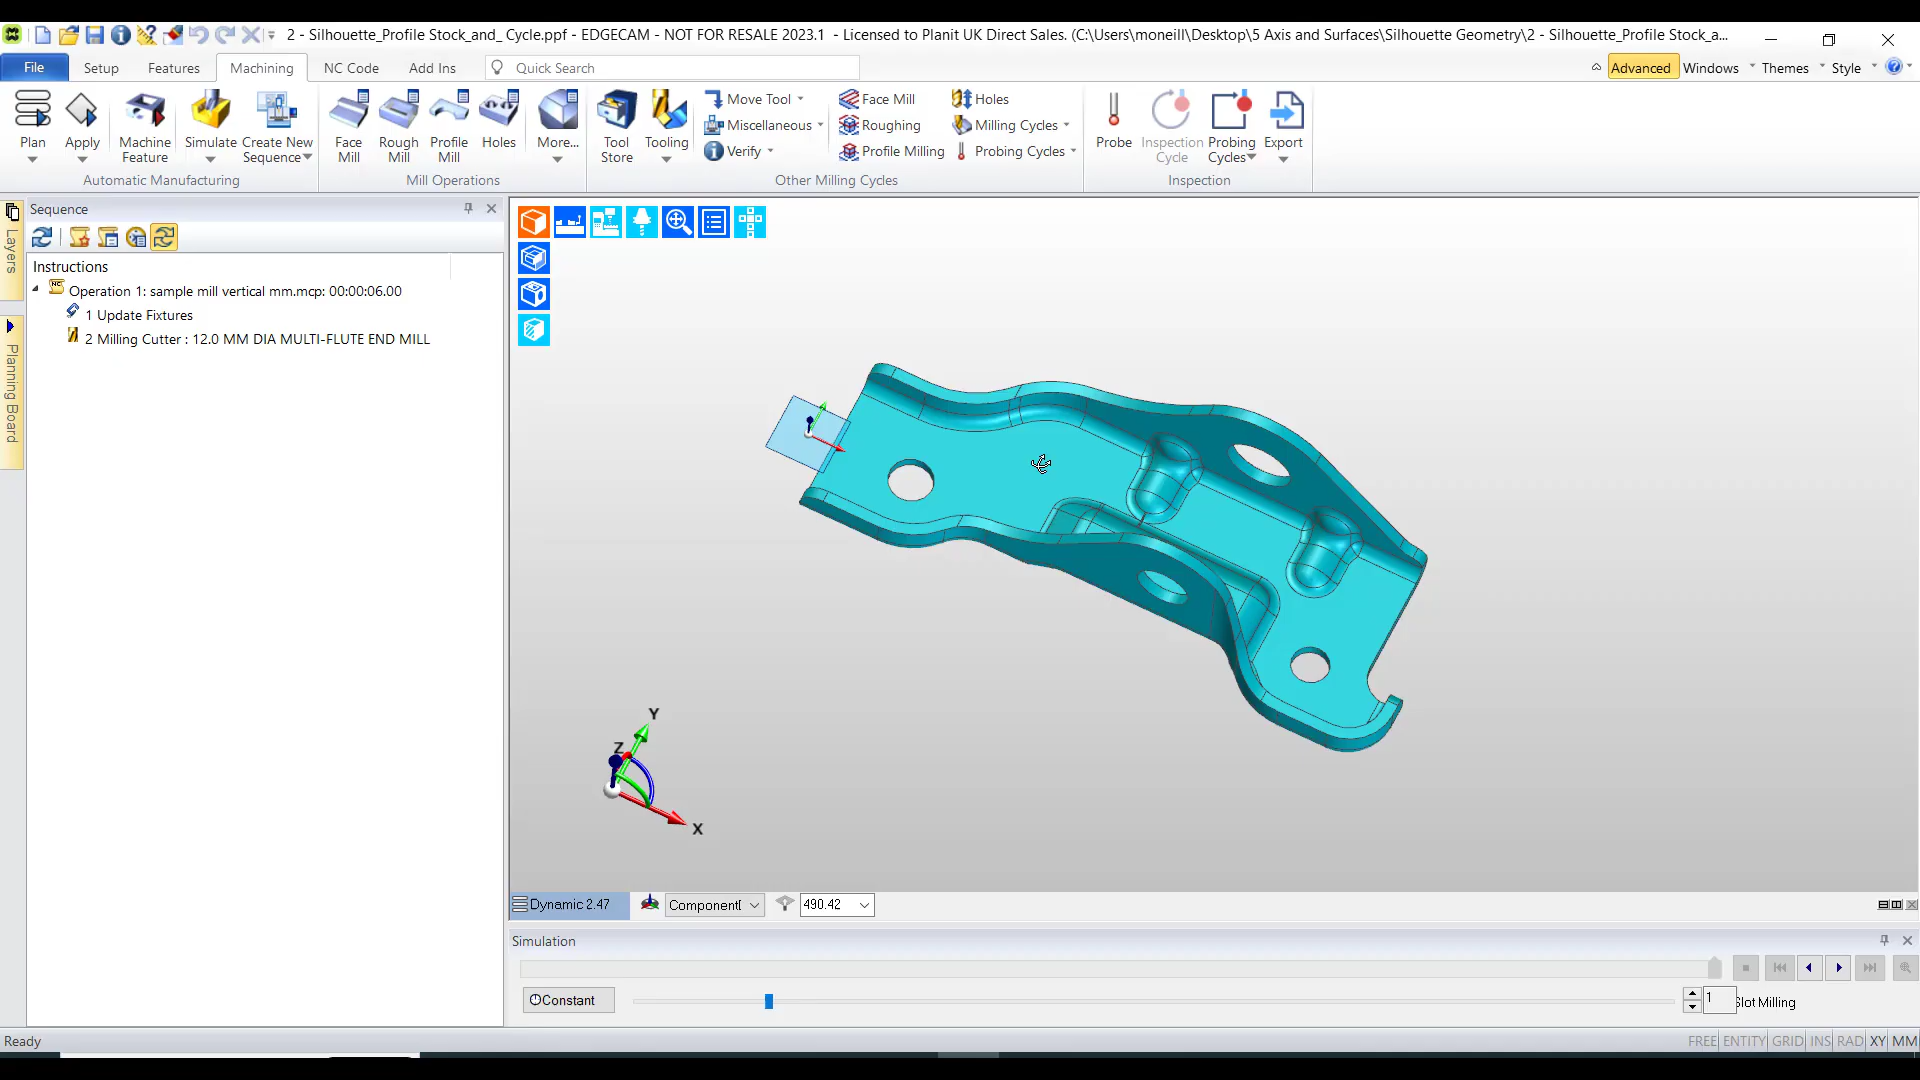 2 - Silhouette_Profile Stock_and_ Cycle.ppf - EDGECAM - NOT FOR RESALE 2023.1 - Licensed to Planit UK Direct Sales. (C:\Users\moneill\Desktop\5 Axis and Surfaces\Silhouette Geometry\2 - Silhouette_Profile Stock_a...
File Setup Features Machining NC Code Add Ins Quick Search Advanced Windows Themes Style
Plan Apply Machine Feature Simulate Create New Sequence Face Mill Rough Mill Profile Mill Holes More... Tool Store Tooling
Move Tool Face Mill Holes
Miscellaneous Roughing Milling Cycles
Verify Profile Milling Probing Cycles
Probe Inspection Cycle Probing Cycles Export
Automatic Manufacturing Mill Operations Other Milling Cycles Inspection
Layers
Planning Board
Sequence
Instructions
Operation 1: sample mill vertical mm.mcp: 00:00:06.00
1 Update Fixtures
2 Milling Cutter : 12.0 MM DIA MULTI-FLUTE END MILL
Y
Z
X
Dynamic 2.47 Component( 490.42
Simulation
Constant 1 Slot Milling
Ready FREE ENTITY GRID INS RAD XY MM